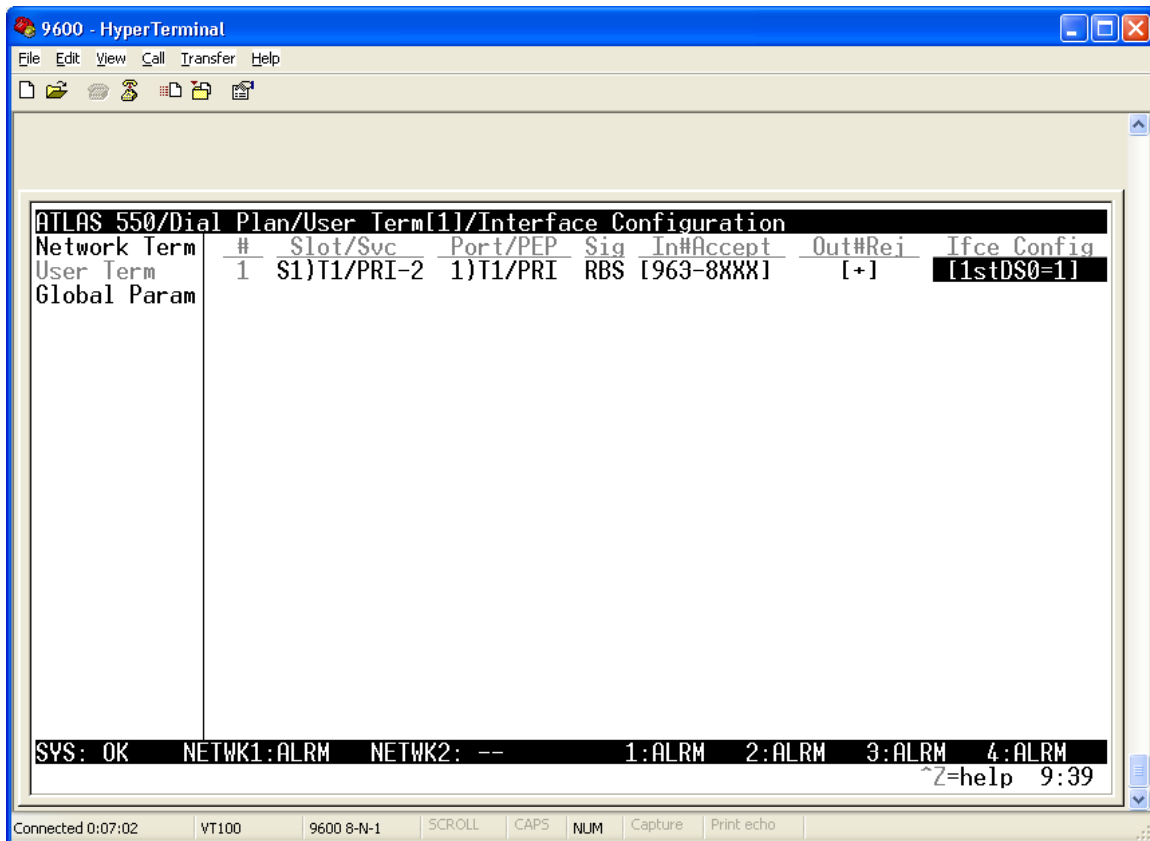 9600 - HyperTerminal
File Edit View Call Transfer Help
ATLAS 550/Dial Plan/User Term[1]/Interface Configuration
Network Term # Slot/Svc Port/PEP Sig In#Accept Out#Rej Ifce Config
User Term 1 S1)T1/PRI-2 1)T1/PRI RBS [963-8XXX] [+] [1stDS0=1]
Global Param
SYS: OK NETWK1:ALRM NETWK2: -- 1:ALRM 2:ALRM 3:ALRM 4:ALRM
^Z=help 9:39
Connected 0:07:02 VT100 9600 8-N-1 SCROLL CAPS NUM Capture Print echo